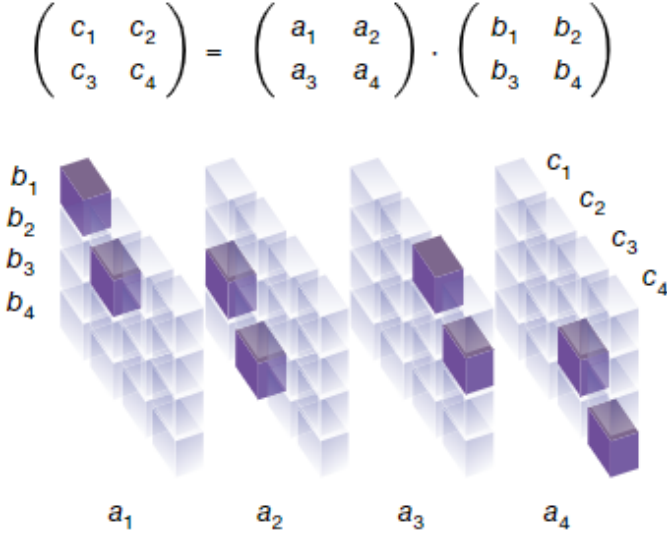 ( c₁ c₂ ) = ( a₁ a₂ ) · ( b₁ b₂ )
( c₃ c₄ ) ( a₃ a₄ ) ( b₃ b₄ )
b₁
b₂
b₃
b₄
c₁
c₂
c₃
c₄
a₁ a₂ a₃ a₄